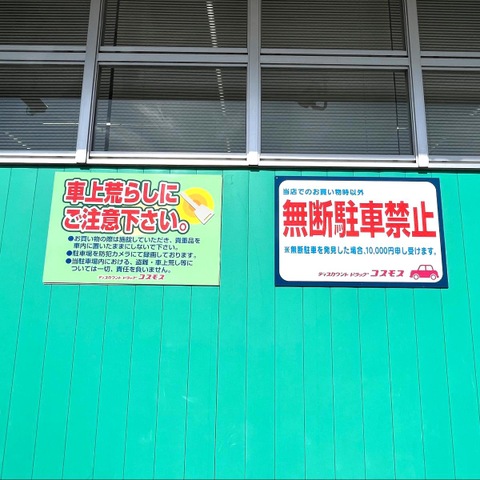 車上荒らしに
ご注意下さい。
●お買い物の際は施錠していただき、貴重品を
車内に置いたままにしないで下さい。
●駐車場を防犯カメラにて録画しております。
●当駐車場内における、盗難・車上荒し等に
ついては一切、責任を負いません。
ディスカウント ドラッグ コスモス
当店でのお買い物時以外
無断駐車禁止
※無断駐車を発見した場合、10,000円申し受けます。
ディスカウント ドラッグ コスモス